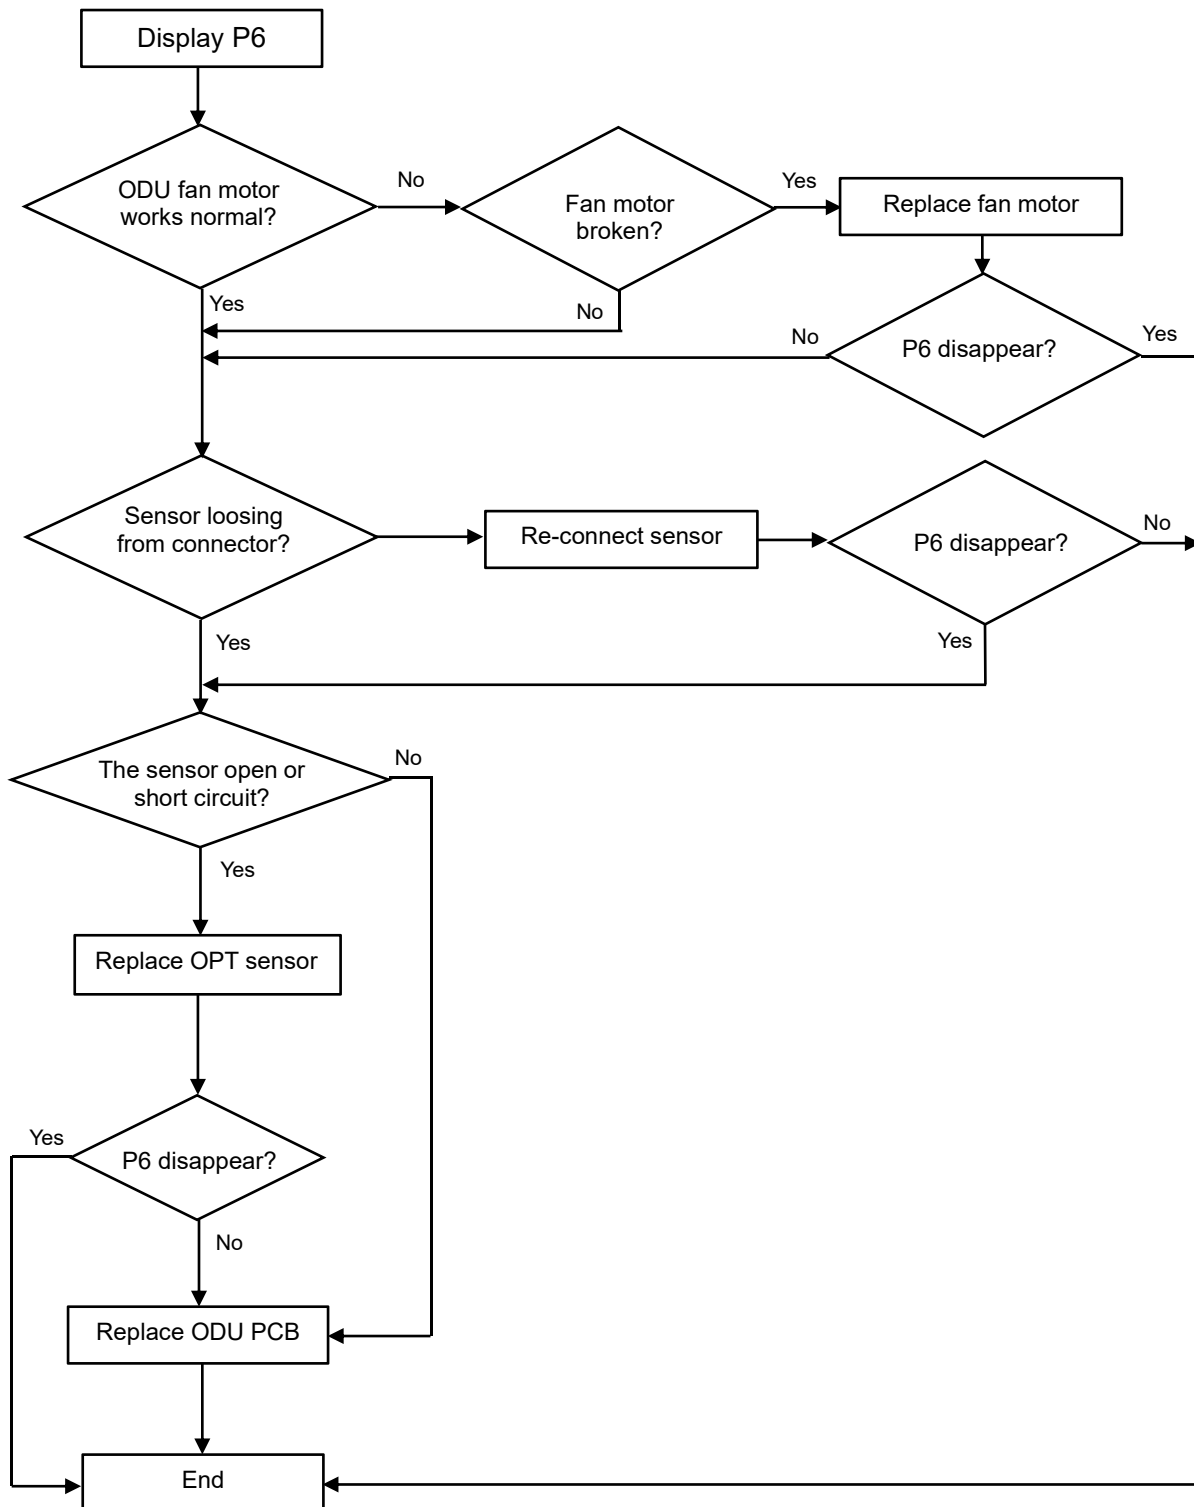 Display P6
ODU fan motor
works normal?
No
Fan motor
broken?
Yes
Replace fan motor
Yes
No
No
P6 disappear?
Yes
Sensor loosing
from connector?
Re-connect sensor
P6 disappear?
No
Yes
Yes
The sensor open or
short circuit?
No
Yes
Replace OPT sensor
Yes
P6 disappear?
No
Replace ODU PCB
End